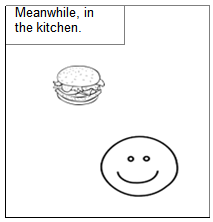 Meanwhile, in
the kitchen.